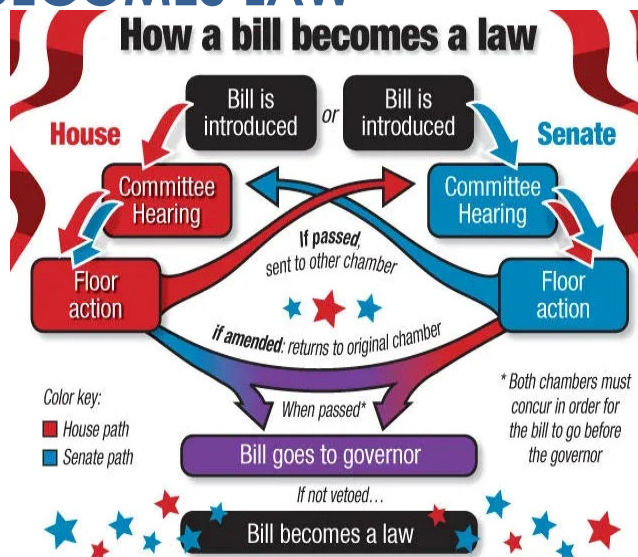 BECOMES LAW
How a bill becomes a law
Bill is
introduced
or
Bill is
introduced
House
Senate
Committee
Hearing
Committee
Hearing
If passed,
sent to other chamber
Floor
action
Floor
action
if amended: returns to original chamber
Color key:
House path
Senate path
When passed*
* Both chambers must
concur in order for
the bill to go before
the governor
Bill goes to governor
If not vetoed...
Bill becomes a law